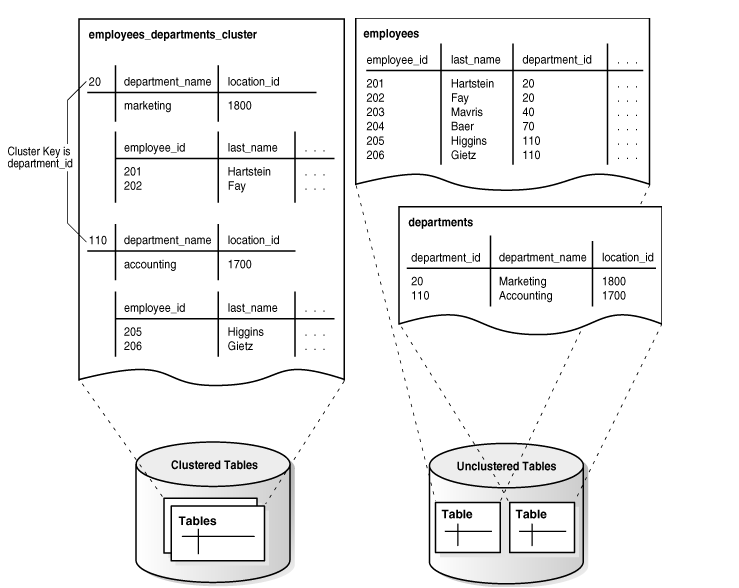 employees_departments_cluster
20 department_name location_id
marketing 1800
employee_id last_name . . .
201 Hartstein . . .
202 Fay . . .
Cluster Key is
department_id
110 department_name location_id
accounting 1700
employee_id last_name . . .
205 Higgins . . .
206 Gietz . . .
employees
employee_id last_name department_id . . .
201 Hartstein 20 . . .
202 Fay 20 . . .
203 Mavris 40 . . .
204 Baer 70 . . .
205 Higgins 110 . . .
206 Gietz 110 . . .
departments
department_id department_name location_id
20 Marketing 1800
110 Accounting 1700
Clustered Tables
Tables
Unclustered Tables
Table Table